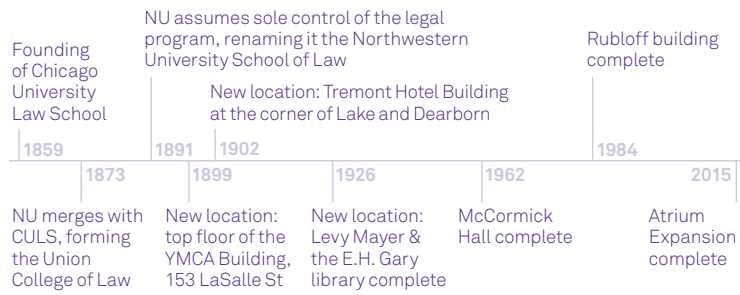 Founding
of Chicago
University
Law School
1859
NU merges with
CULS, forming
the Union
College of Law
1873
NU assumes sole control of the legal
program, renaming it the Northwestern
University School of Law
1891
New location:
top floor of the
YMCA Building,
153 LaSalle St
1899
New location: Tremont Hotel Building
at the corner of Lake and Dearborn
1902
New location:
Levy Mayer &
the E.H. Gary
library complete
1926
McCormick
Hall complete
1962
Rubloff building
complete
1984
Atrium
Expansion
complete
2015